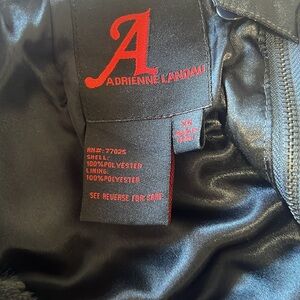 A
ADRIENNE LANDAU
RN#: 77025
SHELL:
100%POLYESTER
LINING:
100%POLYESTER
SEE REVERSE FOR CARE